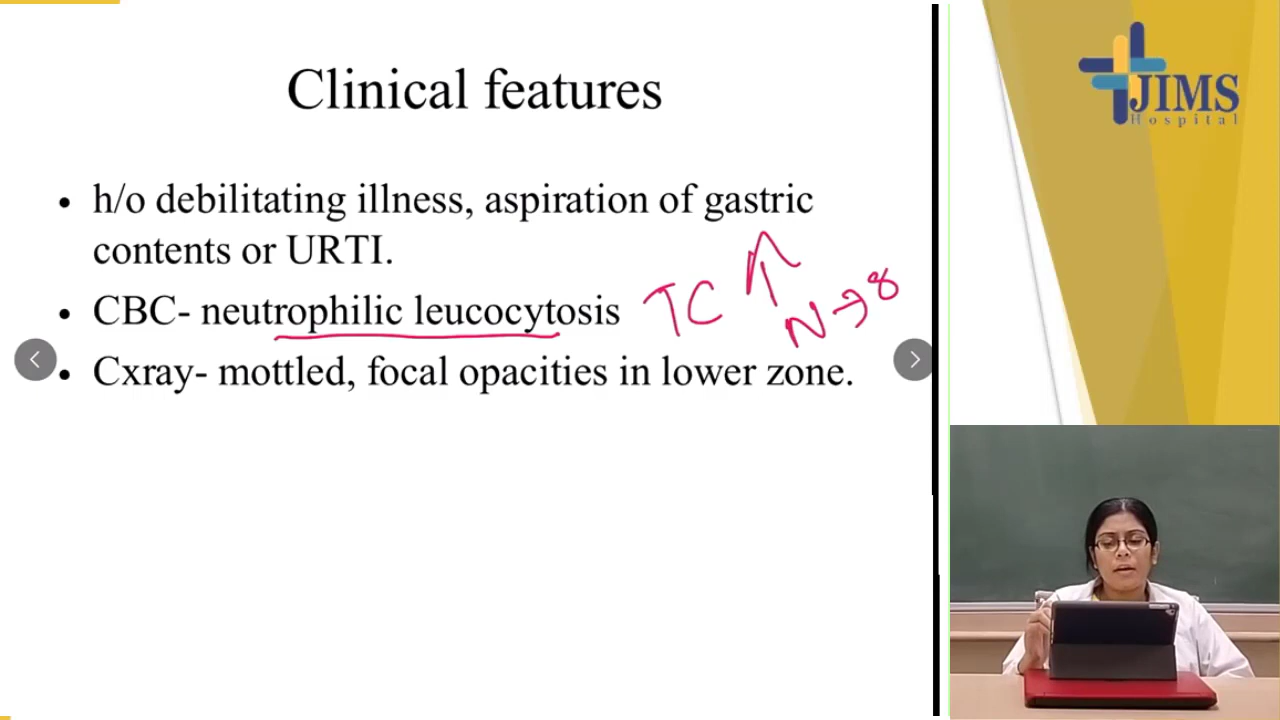 JIMS
Hospital
Clinical features
• h/o debilitating illness, aspiration of gastric
contents or URTI.
• CBC- neutrophilic leucocytosis TC ↑ N→8
• Cxray- mottled, focal opacities in lower zone.